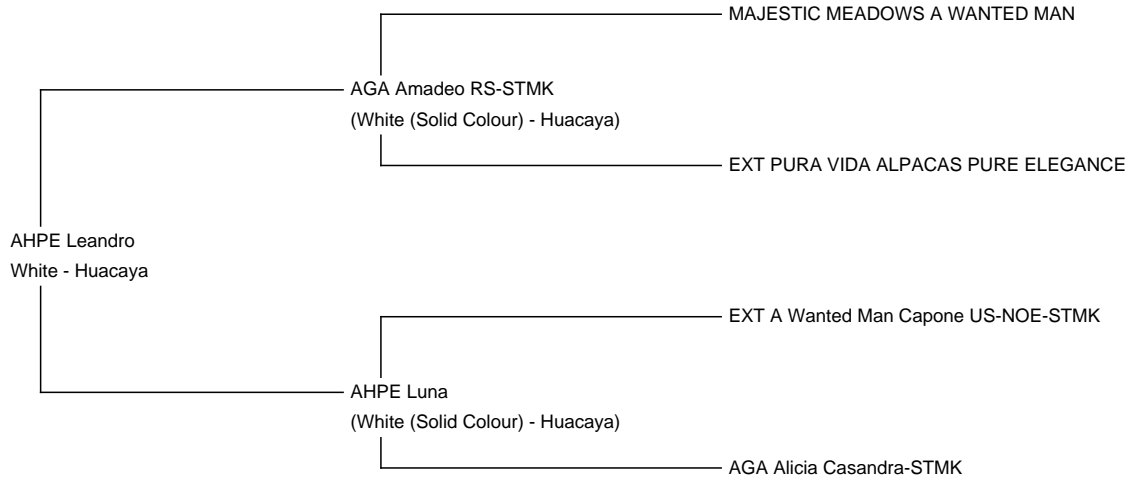 MAJESTIC MEADOWS A WANTED MAN
AGA Amadeo RS-STMK
(White (Solid Colour) - Huacaya)
EXT PURA VIDA ALPACAS PURE ELEGANCE
AHPE Leandro
White - Huacaya
EXT A Wanted Man Capone US-NOE-STMK
AHPE Luna
(White (Solid Colour) - Huacaya)
AGA Alicia Casandra-STMK